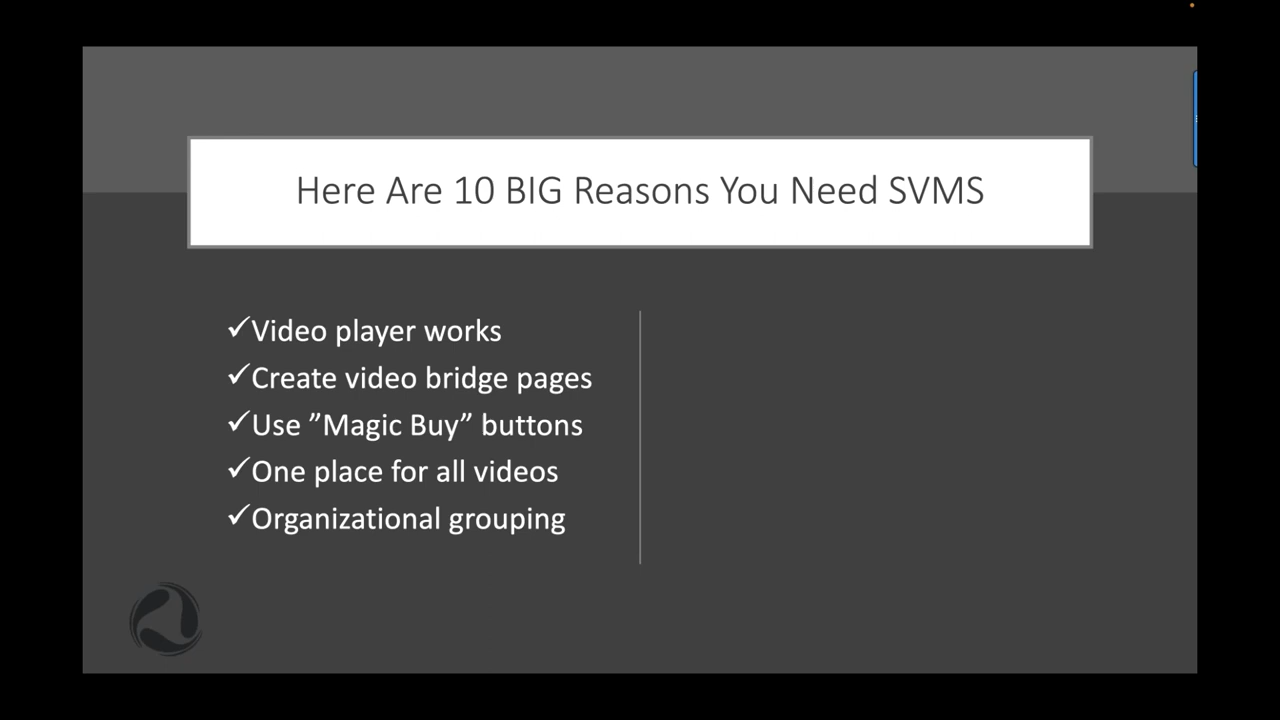 Here Are 10 BIG Reasons You Need SVMS
✓Video player works
✓Create video bridge pages
✓Use ”Magic Buy” buttons
✓One place for all videos
✓Organizational grouping